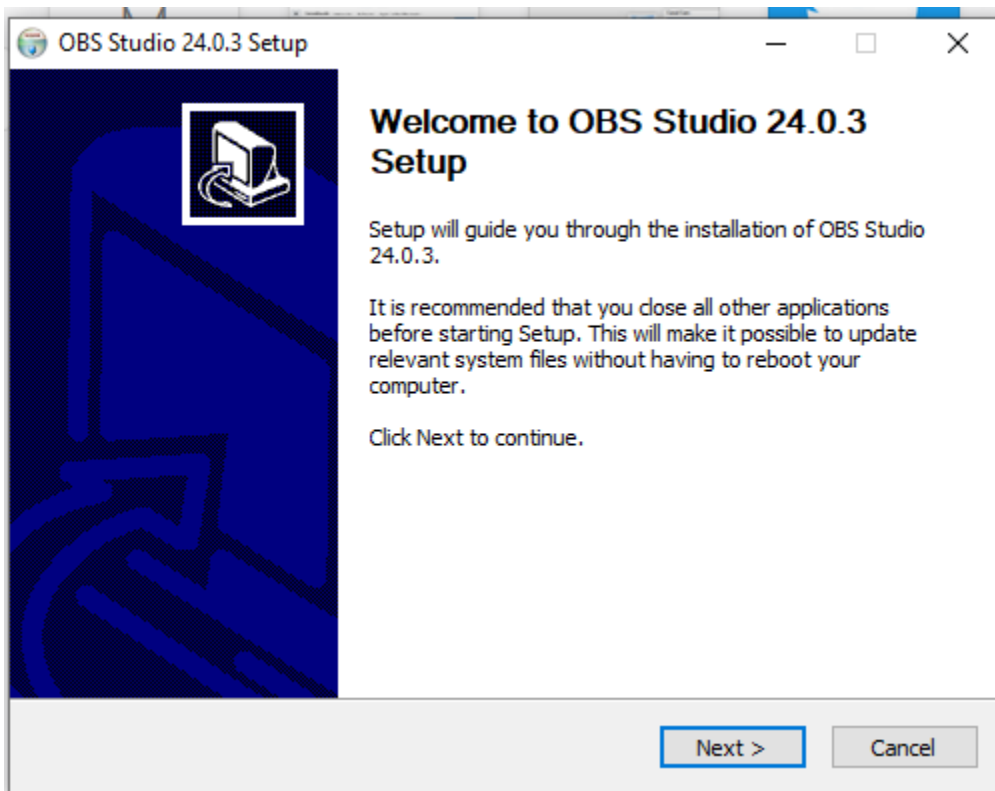 OBS Studio 24.0.3 Setup
Welcome to OBS Studio 24.0.3
Setup
Setup will guide you through the installation of OBS Studio
24.0.3.
It is recommended that you close all other applications
before starting Setup. This will make it possible to update
relevant system files without having to reboot your
computer.
Click Next to continue.
Next >
Cancel